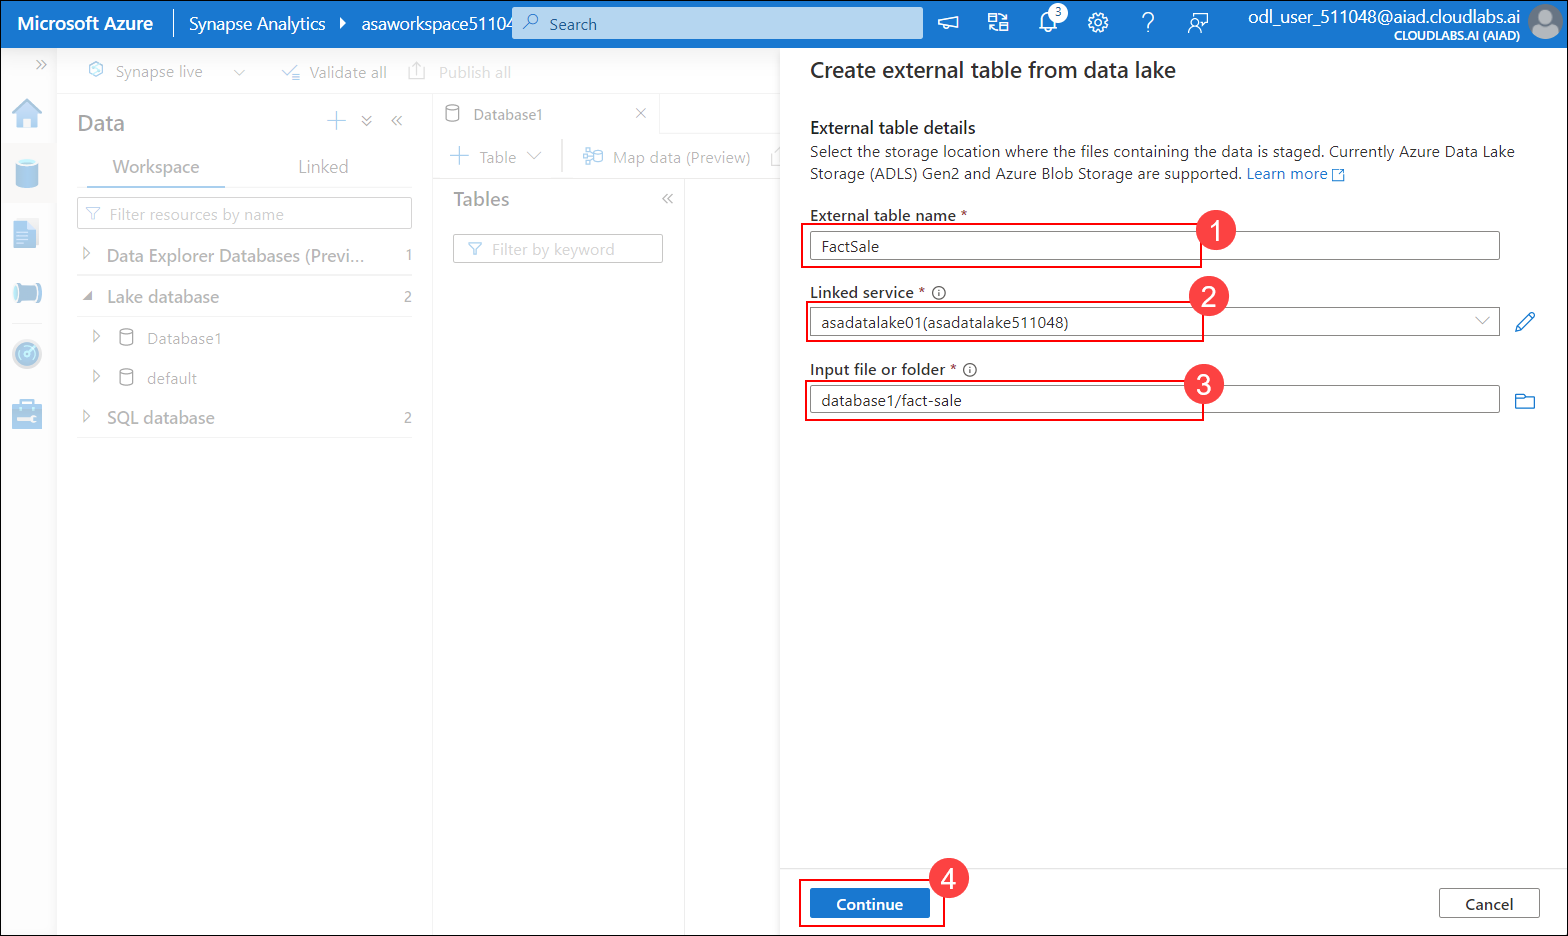 Microsoft Azure
Synapse Analytics
asaworkspace51104
Search
3
odl_user_511048@aiad.cloudlabs.ai
CLOUDLABS.AI (AIAD)
Synapse live
Validate all
Publish all
Data
Workspace
Linked
Filter resources by name
Data Explorer Databases (Previ... 1
Lake database 2
Database1
default
SQL database 2
Database1
Table
Map data (Preview)
Tables
Filter by keyword
Create external table from data lake
External table details
Select the storage location where the files containing the data is staged. Currently Azure Data Lake
Storage (ADLS) Gen2 and Azure Blob Storage are supported. Learn more
External table name *
1
FactSale
Linked service *
2
asadatalake01(asadatalake511048)
Input file or folder *
3
database1/fact-sale
4
Continue
Cancel